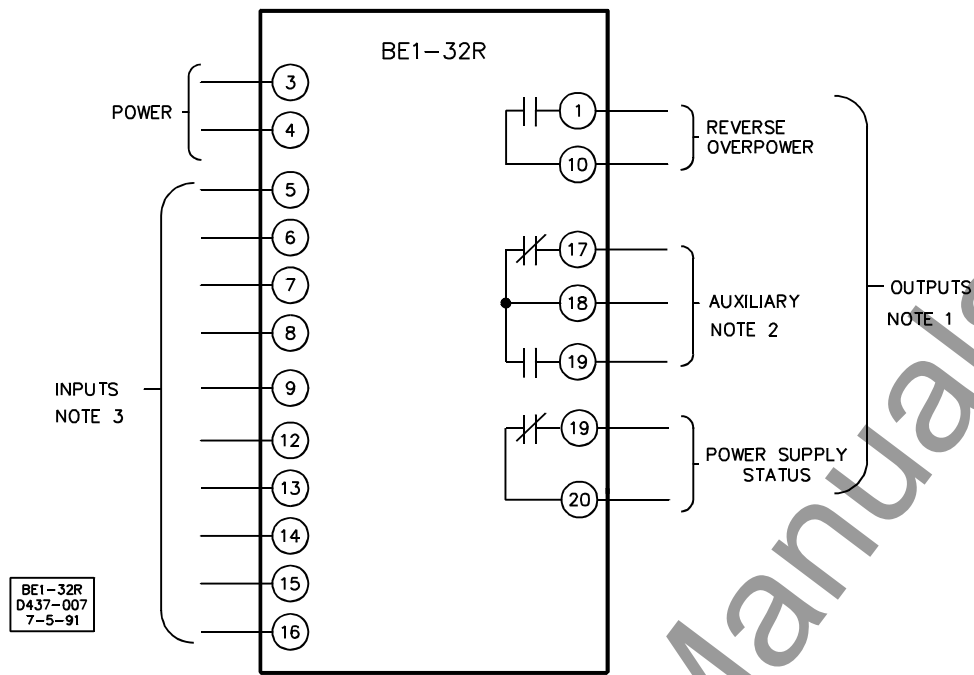 BE1-32R
POWER
3
4
5
6
7
8
9
12
13
14
15
16
INPUTS
NOTE 3
1
10
REVERSE
OVERPOWER
17
18
19
AUXILIARY
NOTE 2
19
20
POWER SUPPLY
STATUS
OUTPUTS
NOTE 1
BE1-32R
D437-007
7-5-91
Manuals